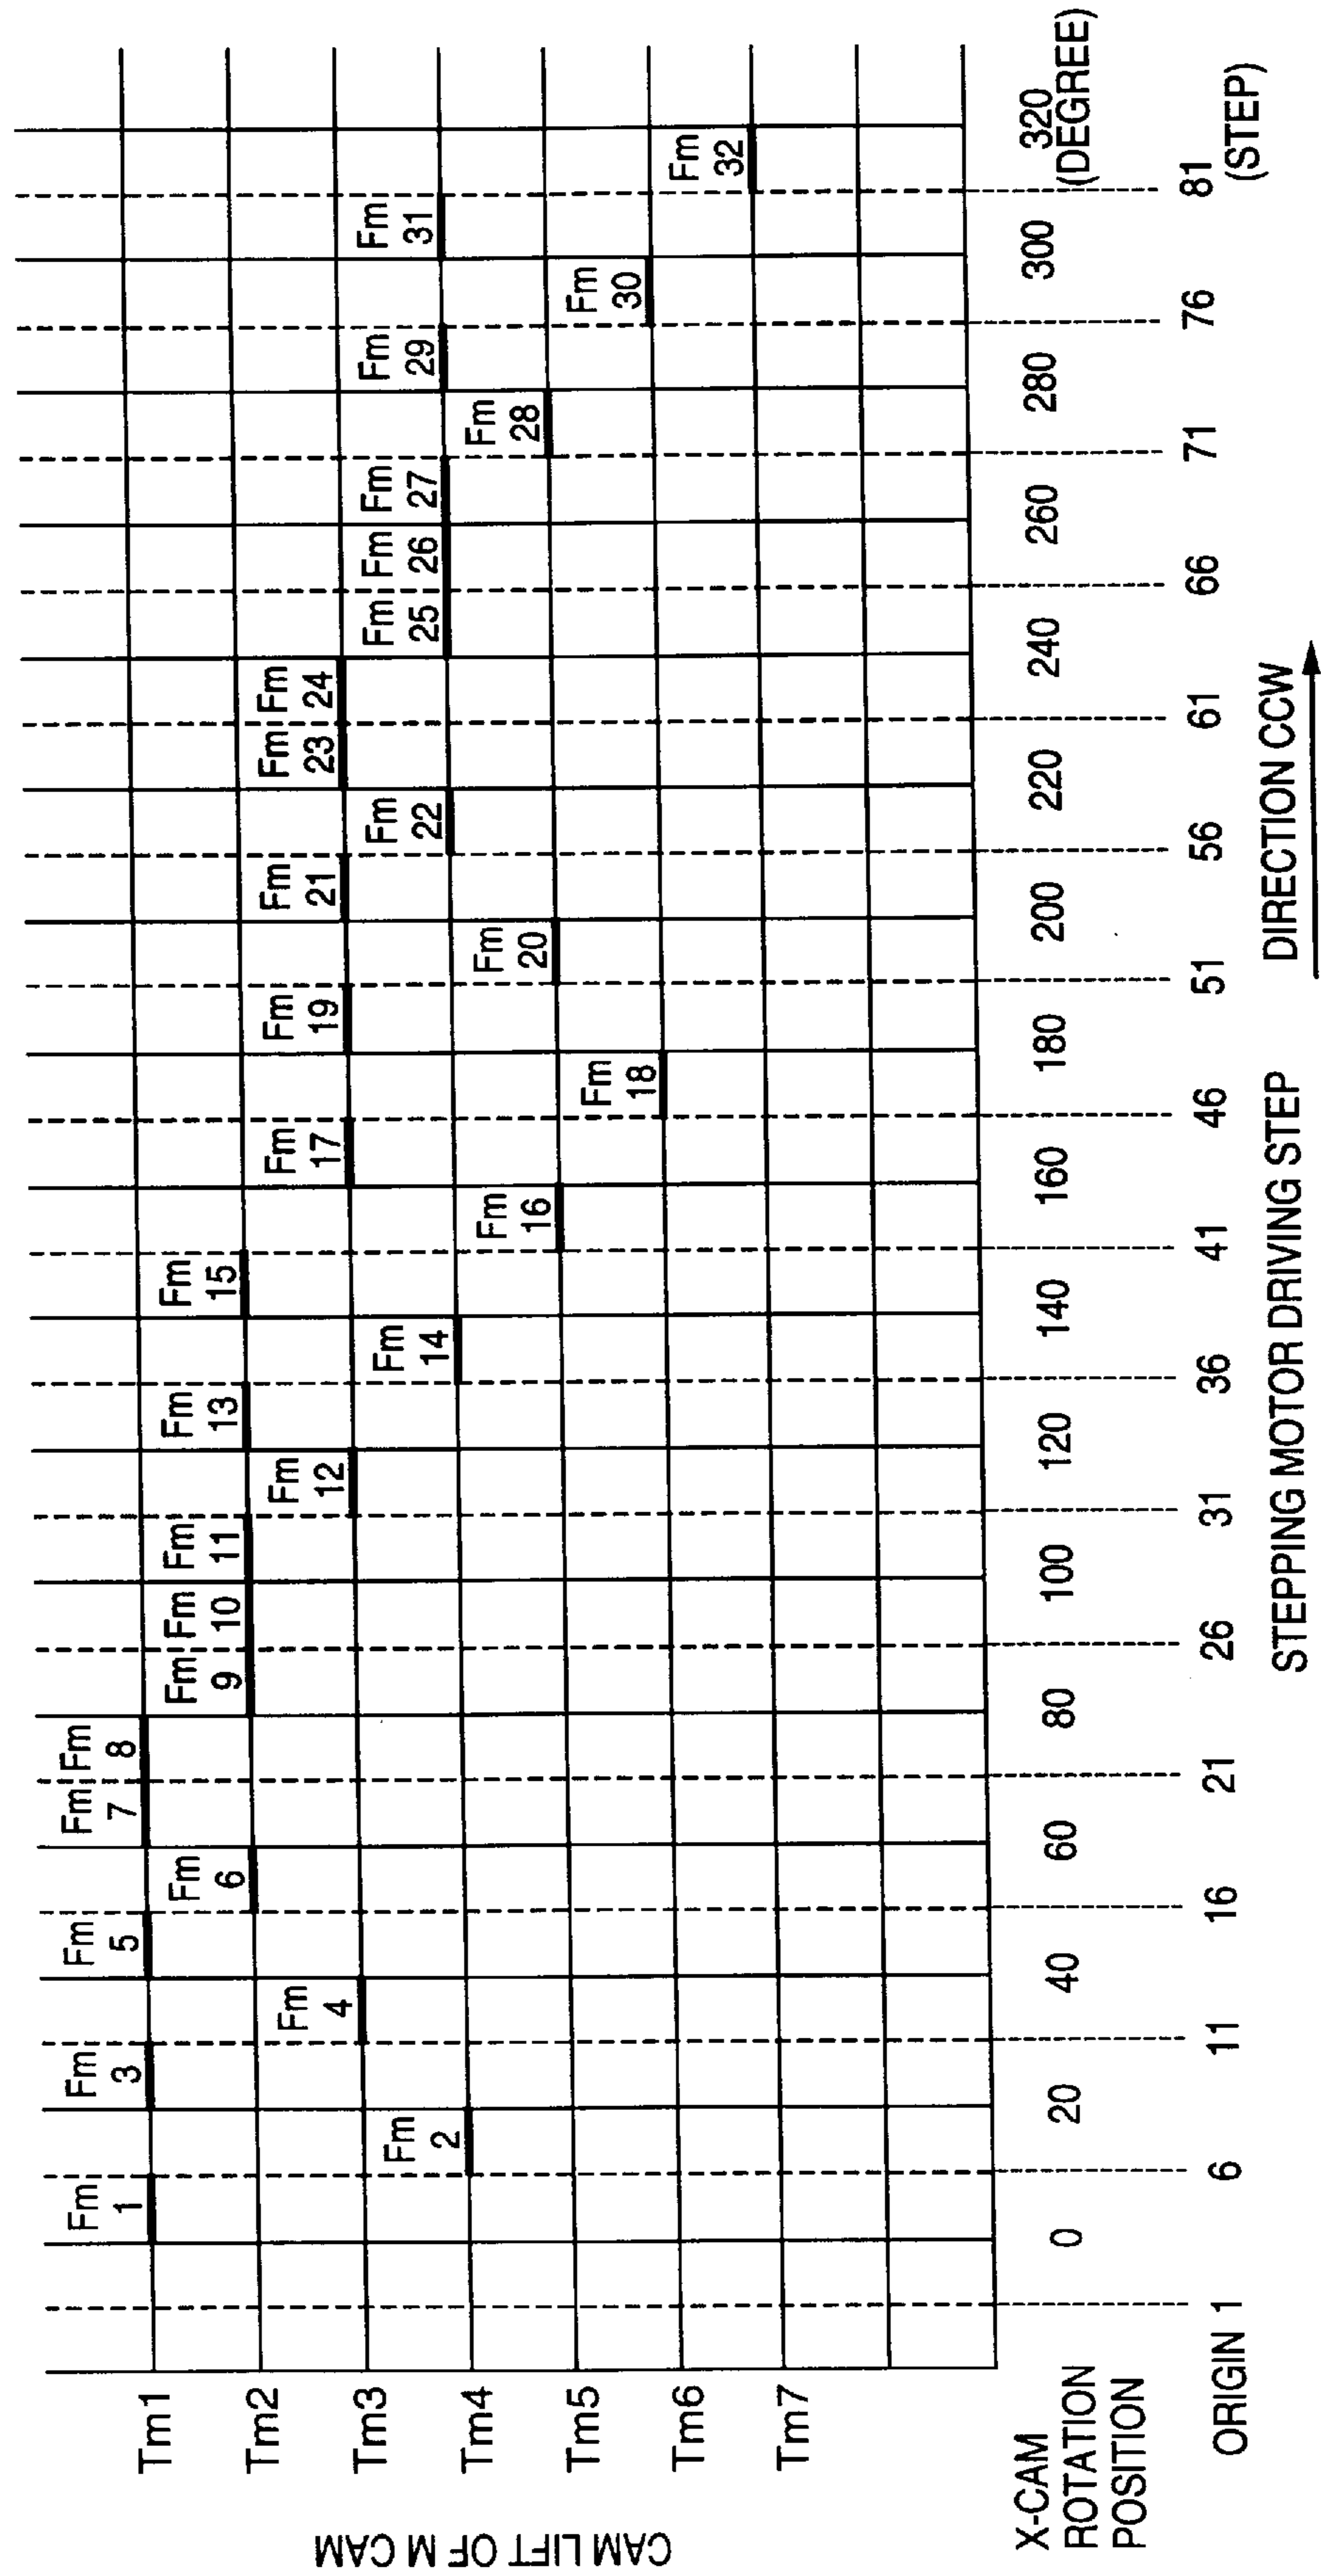 CAM LIFT OF M CAM
Tm1
Tm2
Tm3
Tm4
Tm5
Tm6
Tm7
Fm 1
Fm 2
Fm 3
Fm 4
Fm 5
Fm 6
Fm 7
Fm 8
Fm 9
Fm 10
Fm 11
Fm 12
Fm 13
Fm 14
Fm 15
Fm 16
Fm 17
Fm 18
Fm 19
Fm 20
Fm 21
Fm 22
Fm 23
Fm 24
Fm 25
Fm 26
Fm 27
Fm 28
Fm 29
Fm 30
Fm 31
Fm 32
X-CAM
ROTATION
POSITION
0 20 40 60 80 100 120 140 160 180 200 220 240 260 280 300 320
(DEGREE)
ORIGIN 1 6 11 16 21 26 31 36 41 46 51 56 61 66 71 76 81
(STEP)
STEPPING MOTOR DRIVING STEP DIRECTION CCW